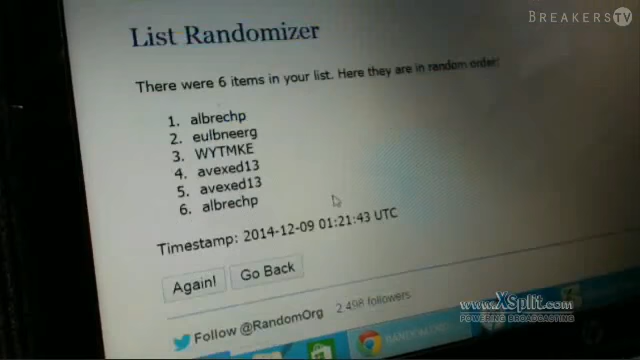 BREAKERSTV
List Randomizer
There were 6 items in your list. Here they are in random order:
1. albrechp
2. eulbneerg
3. WYTMKE
4. avexed13
5. avexed13
6. albrechp
Timestamp: 2014-12-09 01:21:43 UTC
Again! Go Back
Follow @RandomOrg 2,498 followers
www.XSplit.com
POWERING BROADCASTING